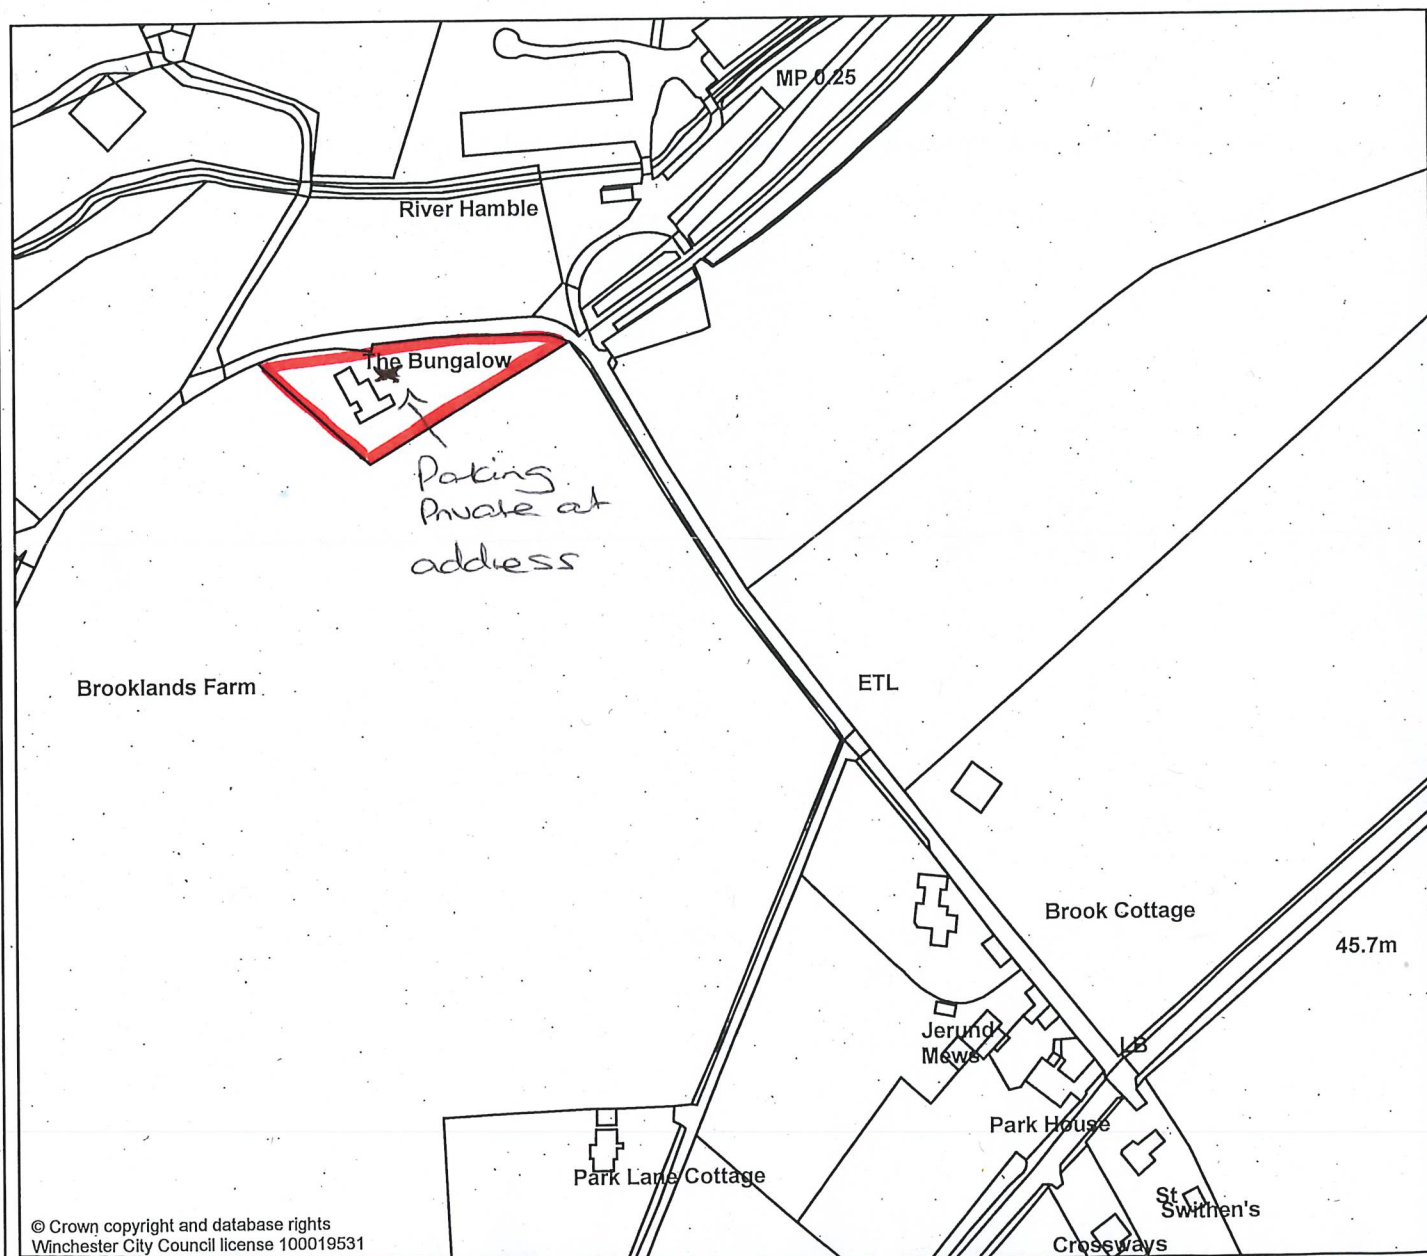 MP 0.25
River Hamble
The Bungalow
Parking
Private at
address
Brooklands Farm
ETL
Brook Cottage
45.7m
Jerund
Mews
LB
Park House
Park Lane Cottage
St
Swithen's
Crossways
© Crown copyright and database rights
Winchester City Council license 100019531